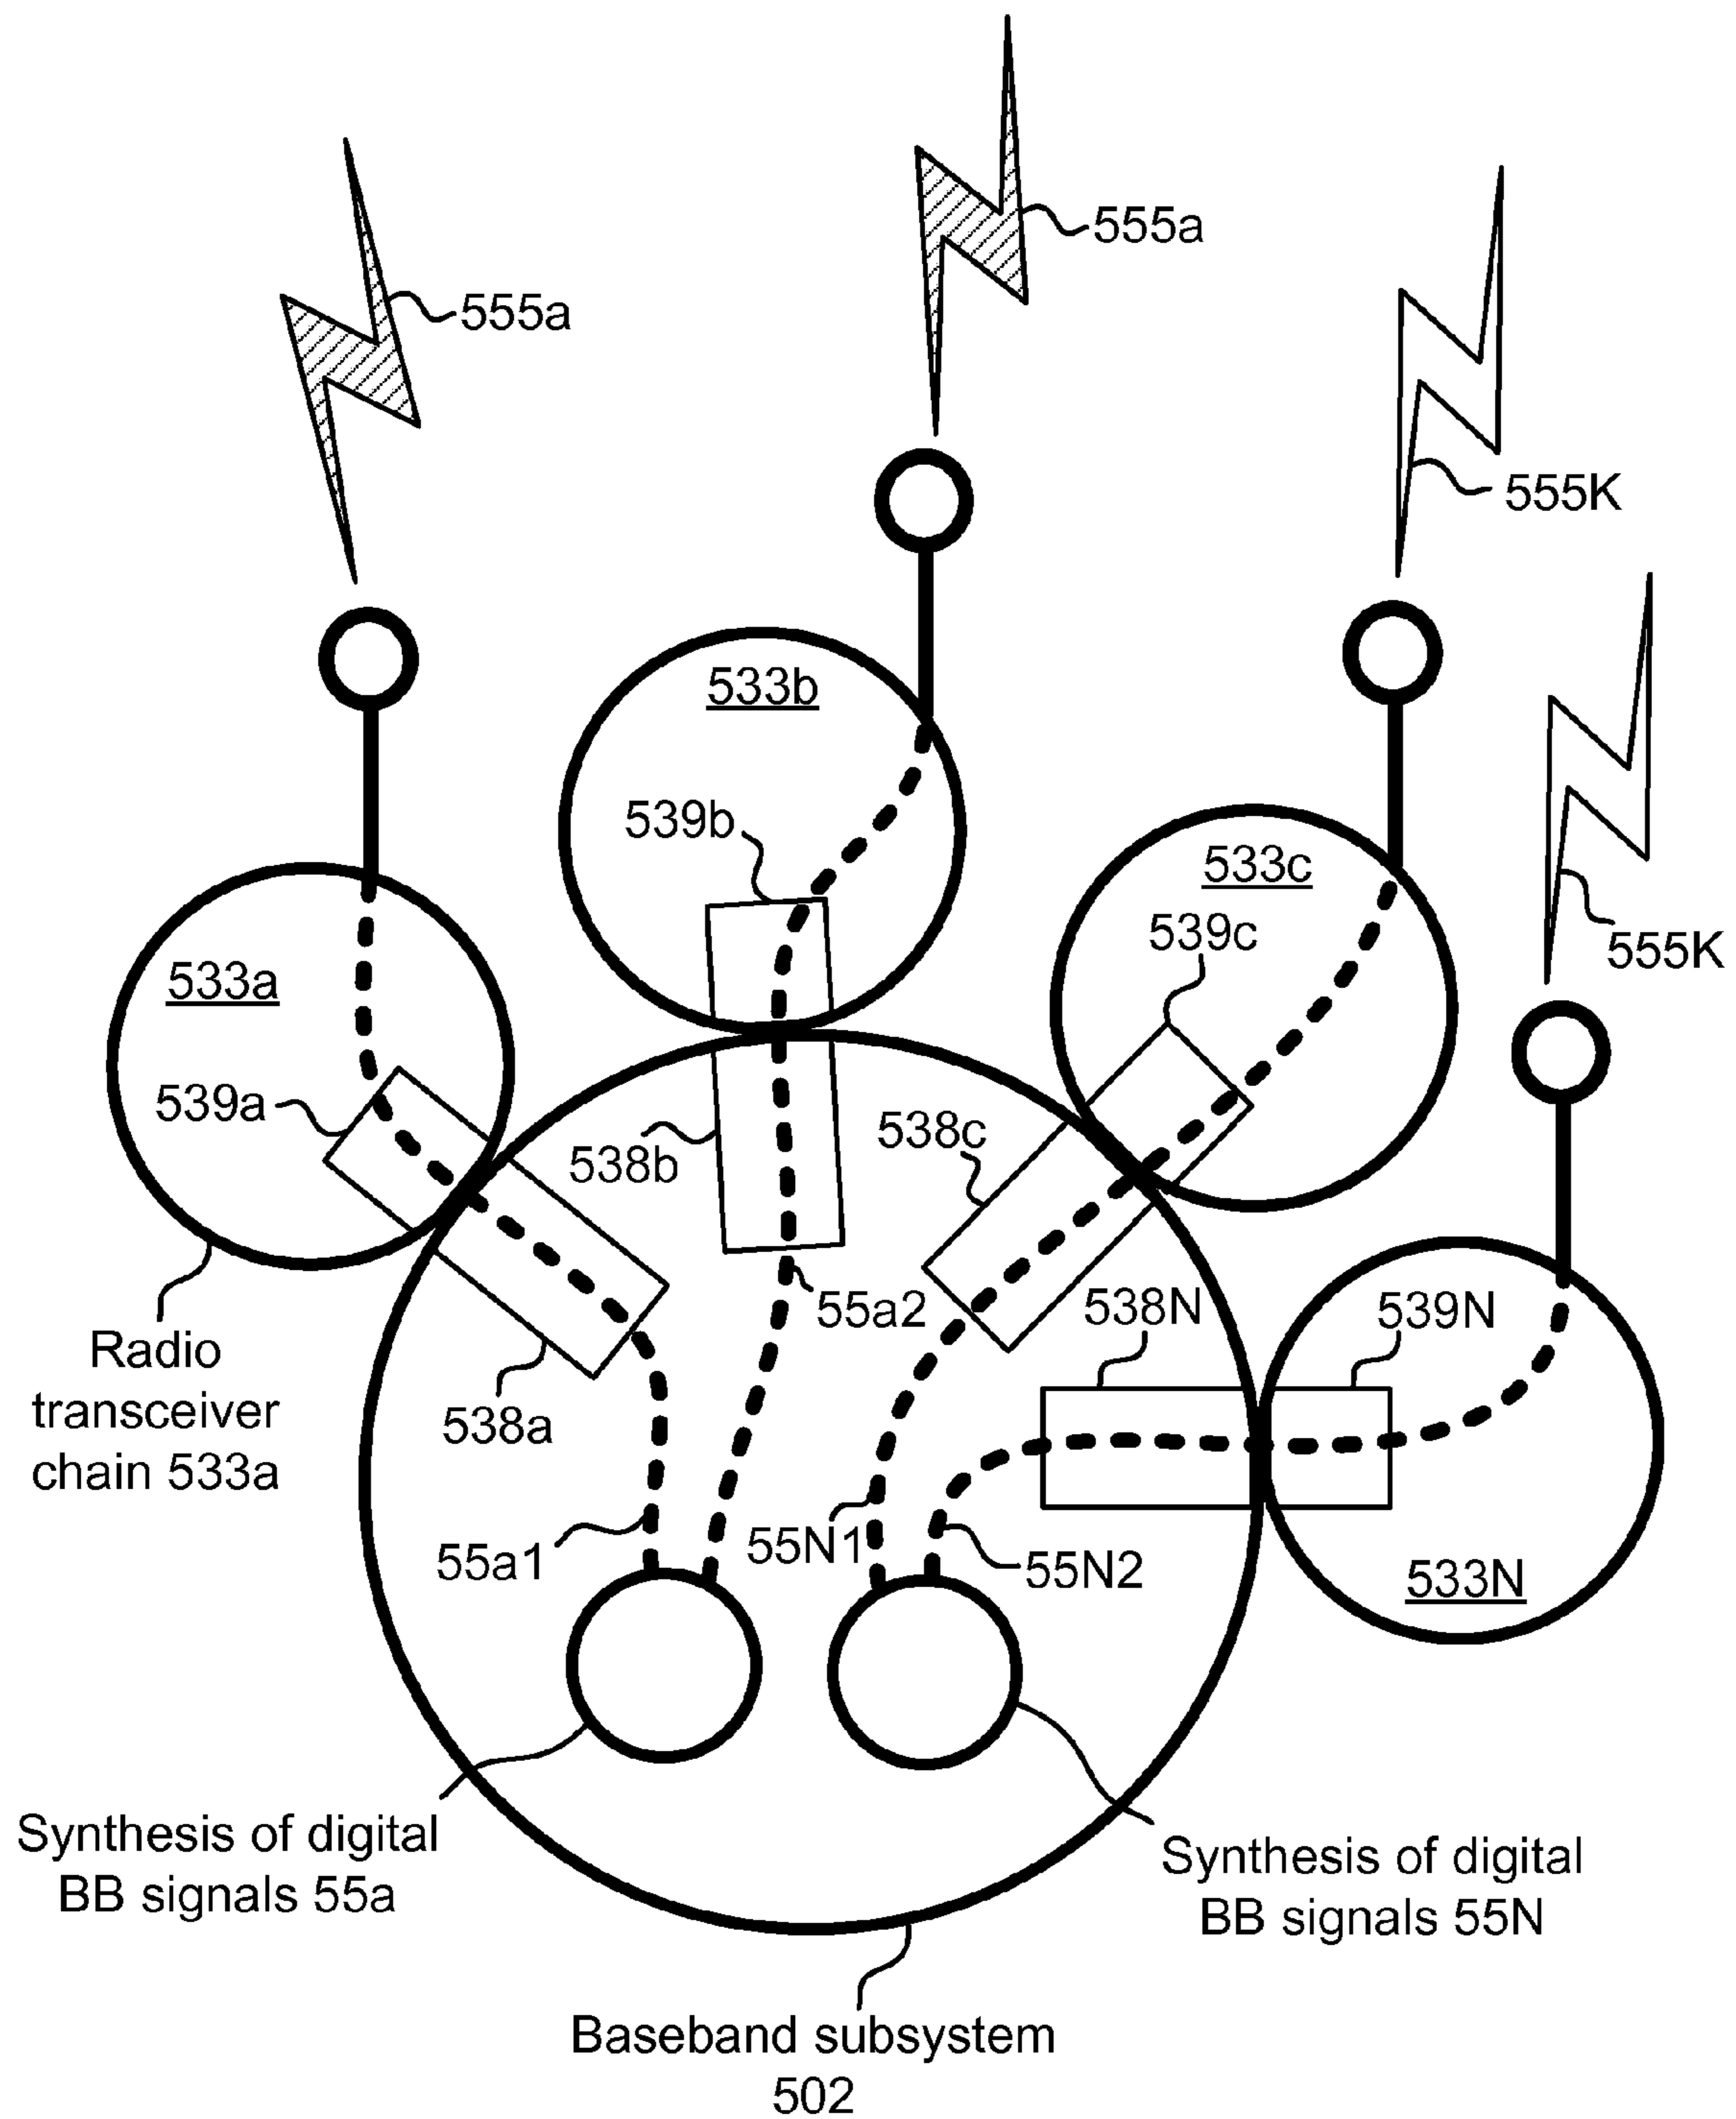 555a
555a
555K
533b
539b
533c
539c
555K
533a
539a
538b
538c
55a2
538N
539N
Radio
transceiver
chain 533a
538a
55a1
55N1
55N2
533N
Synthesis of digital
BB signals 55a
Synthesis of digital
BB signals 55N
Baseband subsystem
502